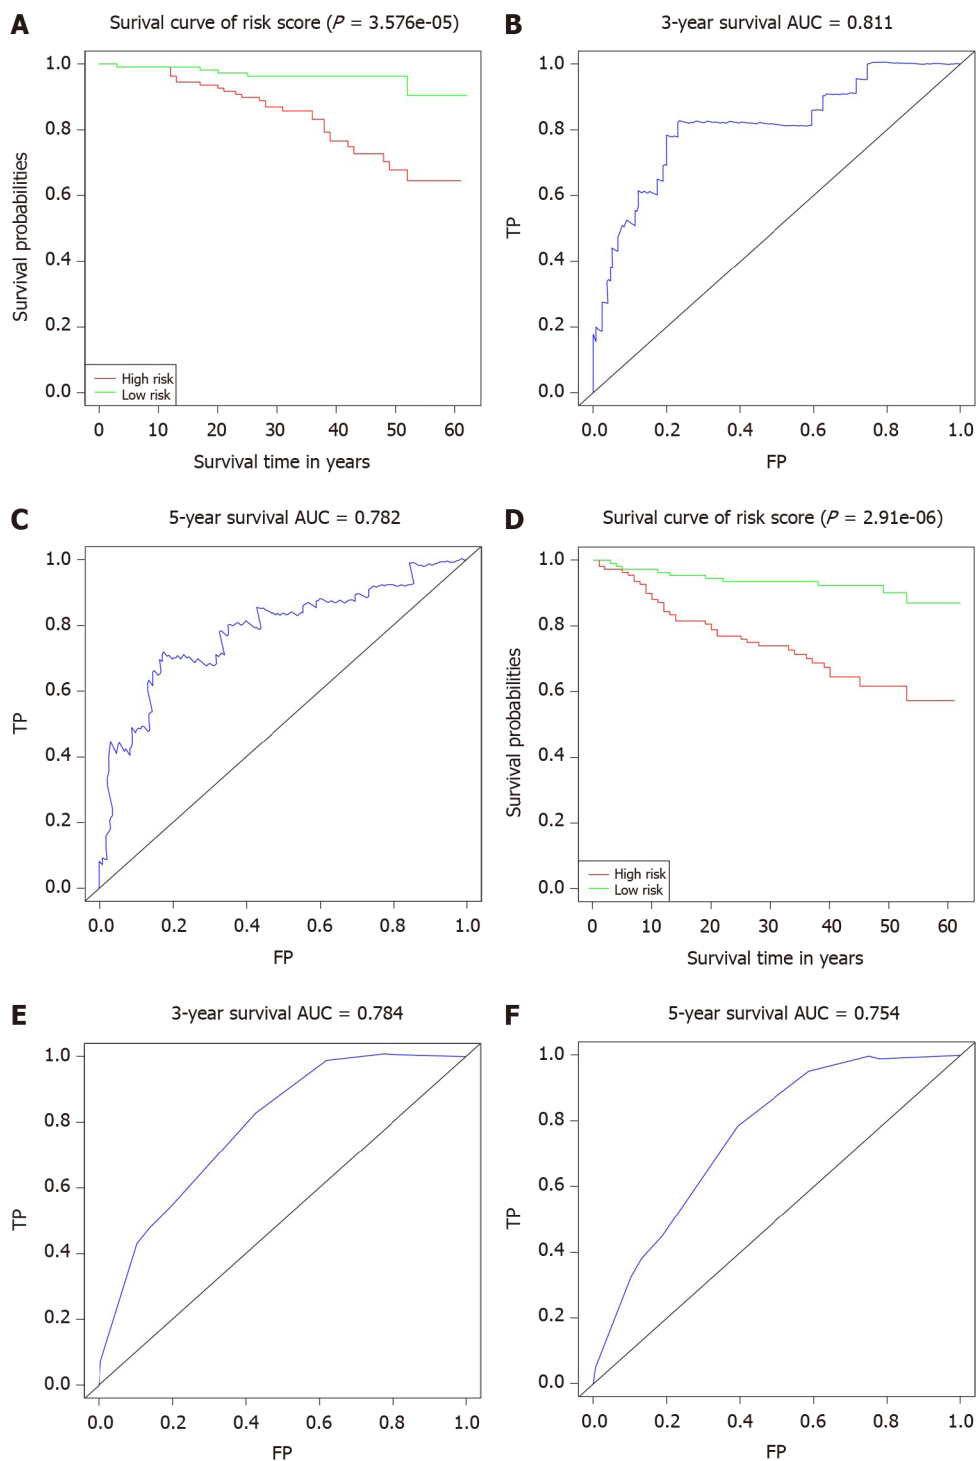 A
Surival curve of risk score (P = 3.576e-05)
Survival probabilities
1.0
0.8
0.6
0.4
0.2
0.0
High risk
Low risk
0 10 20 30 40 50 60
Survival time in years
B
3-year survival AUC = 0.811
TP
1.0
0.8
0.6
0.4
0.2
0.0
0.0 0.2 0.4 0.6 0.8 1.0
FP
C
5-year survival AUC = 0.782
TP
1.0
0.8
0.6
0.4
0.2
0.0
0.0 0.2 0.4 0.6 0.8 1.0
FP
D
Surival curve of risk score (P = 2.91e-06)
Survival probabilities
1.0
0.8
0.6
0.4
0.2
0.0
High risk
Low risk
0 10 20 30 40 50 60
Survival time in years
E
3-year survival AUC = 0.784
TP
1.0
0.8
0.6
0.4
0.2
0.0
0.0 0.2 0.4 0.6 0.8 1.0
FP
F
5-year survival AUC = 0.754
TP
1.0
0.8
0.6
0.4
0.2
0.0
0.0 0.2 0.4 0.6 0.8 1.0
FP